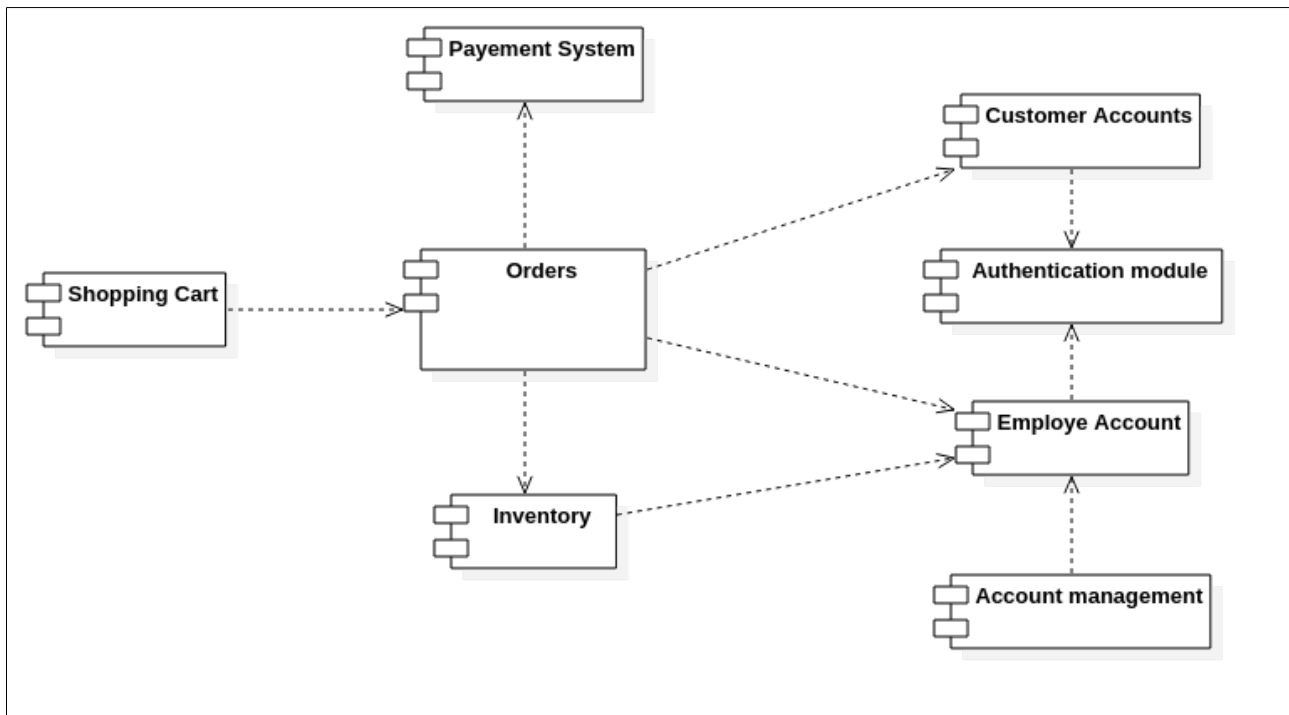 Payement System
Customer Accounts
Orders
Authentication module
Shopping Cart
Employe Account
Inventory
Account management